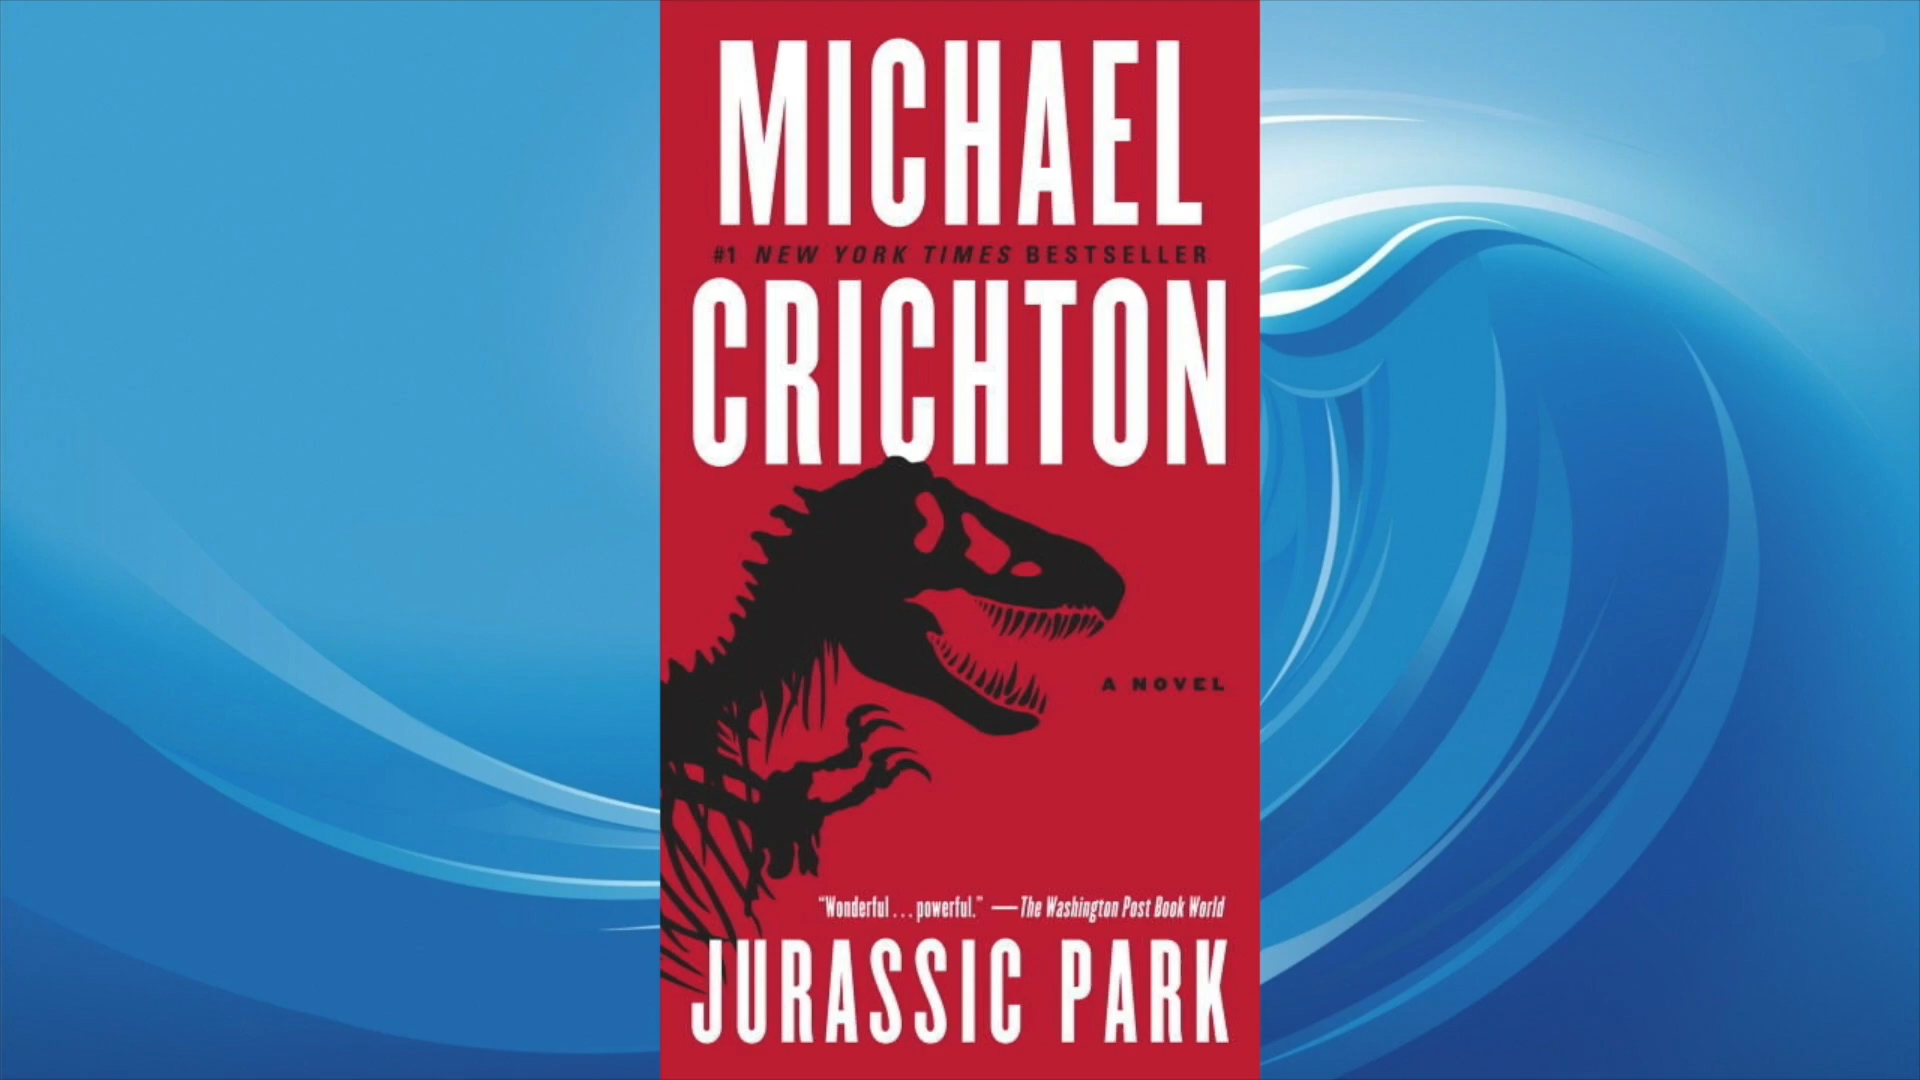 MICHAEL
#1 NEW YORK TIMES BESTSELLER
CRICHTON
A NOVEL
"Wonderful . . . powerful." —The Washington Post Book World
JURASSIC PARK